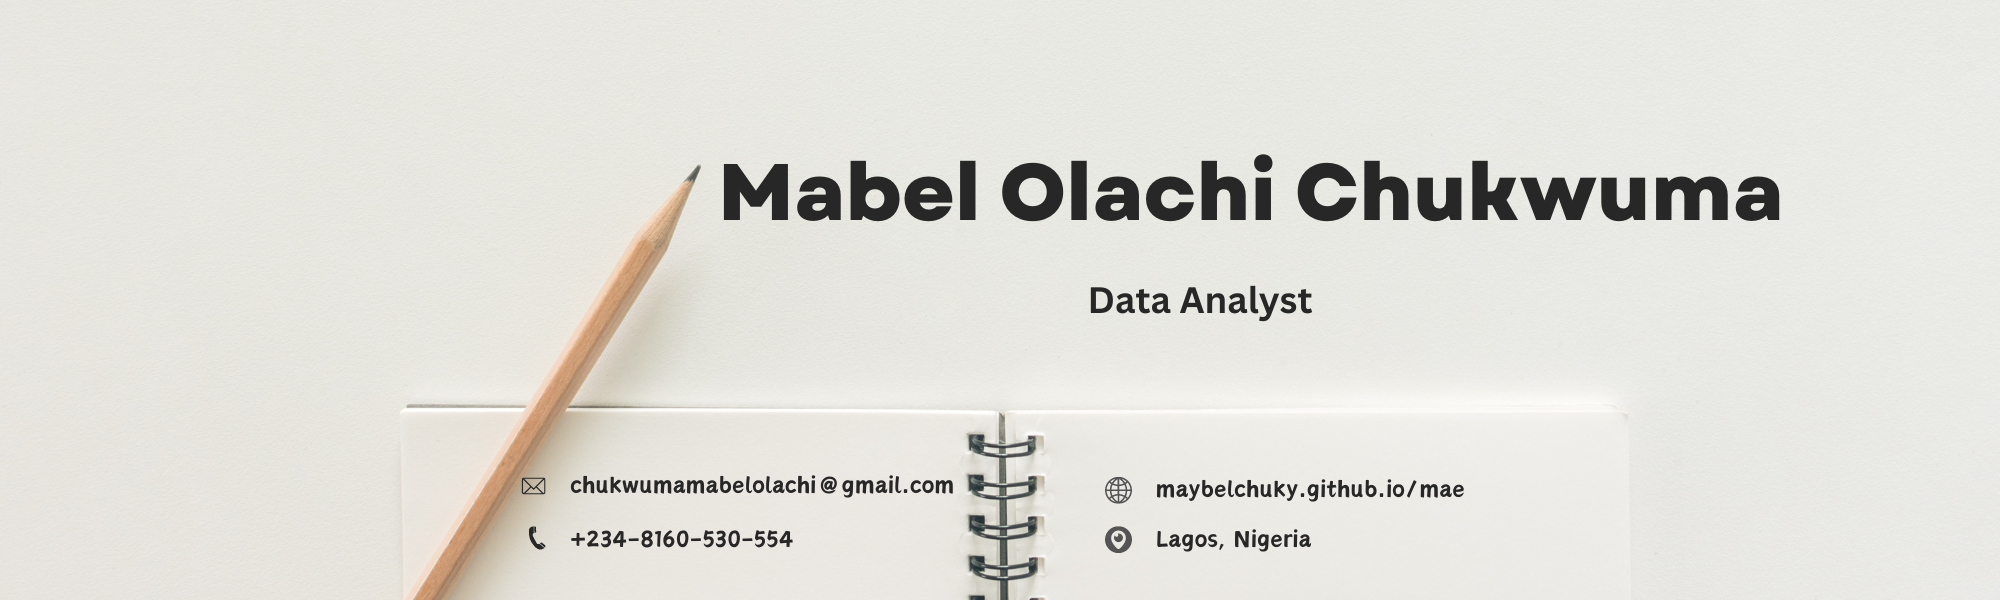 Mabel Olachi Chukwuma
Data Analyst
chukwumamabelolachi@gmail.com
+234-8160-530-554
maybelchuky.github.io/mae
Lagos, Nigeria